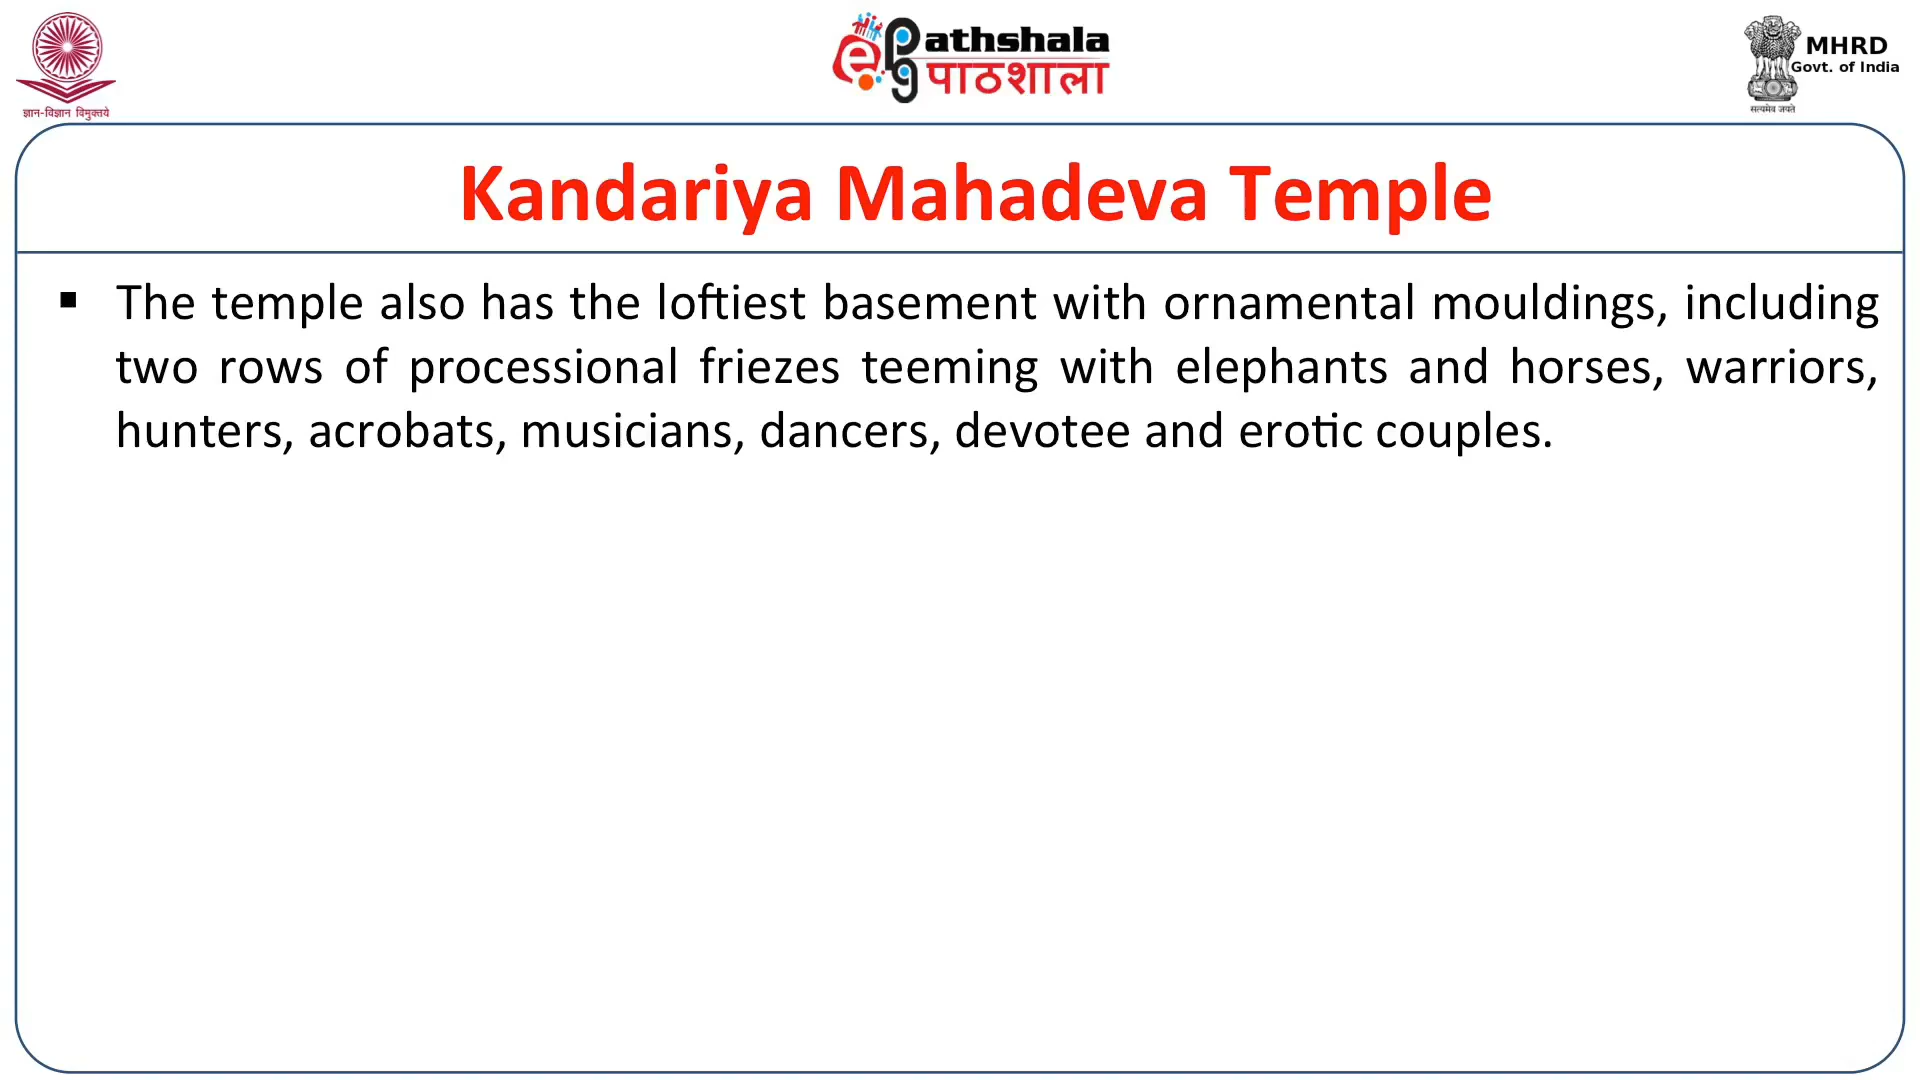 ज्ञान-विज्ञान विमुक्तये
e
pg
athshala
पाठशाला
MHRD
Govt. of India
सत्यमेव जयते
Kandariya Mahadeva Temple
▪ The temple also has the loftiest basement with ornamental mouldings, including
two rows of processional friezes teeming with elephants and horses, warriors,
hunters, acrobats, musicians, dancers, devotee and erotic couples.